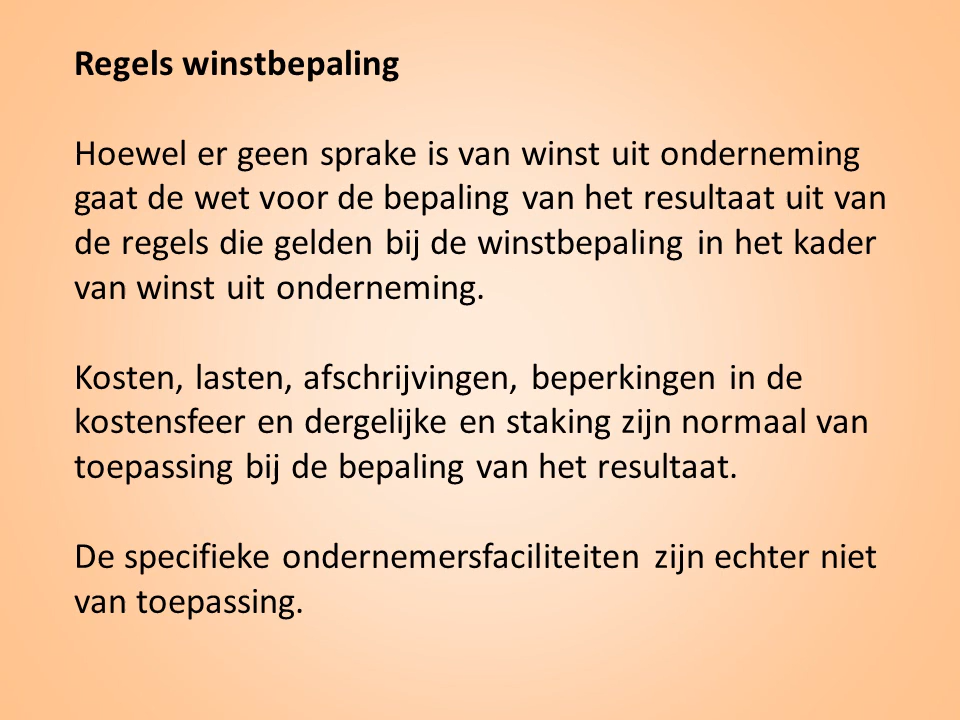 Regels winstbepaling
Hoewel er geen sprake is van winst uit onderneming
gaat de wet voor de bepaling van het resultaat uit van
de regels die gelden bij de winstbepaling in het kader
van winst uit onderneming.
Kosten, lasten, afschrijvingen, beperkingen in de
kostensfeer en dergelijke en staking zijn normaal van
toepassing bij de bepaling van het resultaat.
De specifieke ondernemersfaciliteiten zijn echter niet
van toepassing.